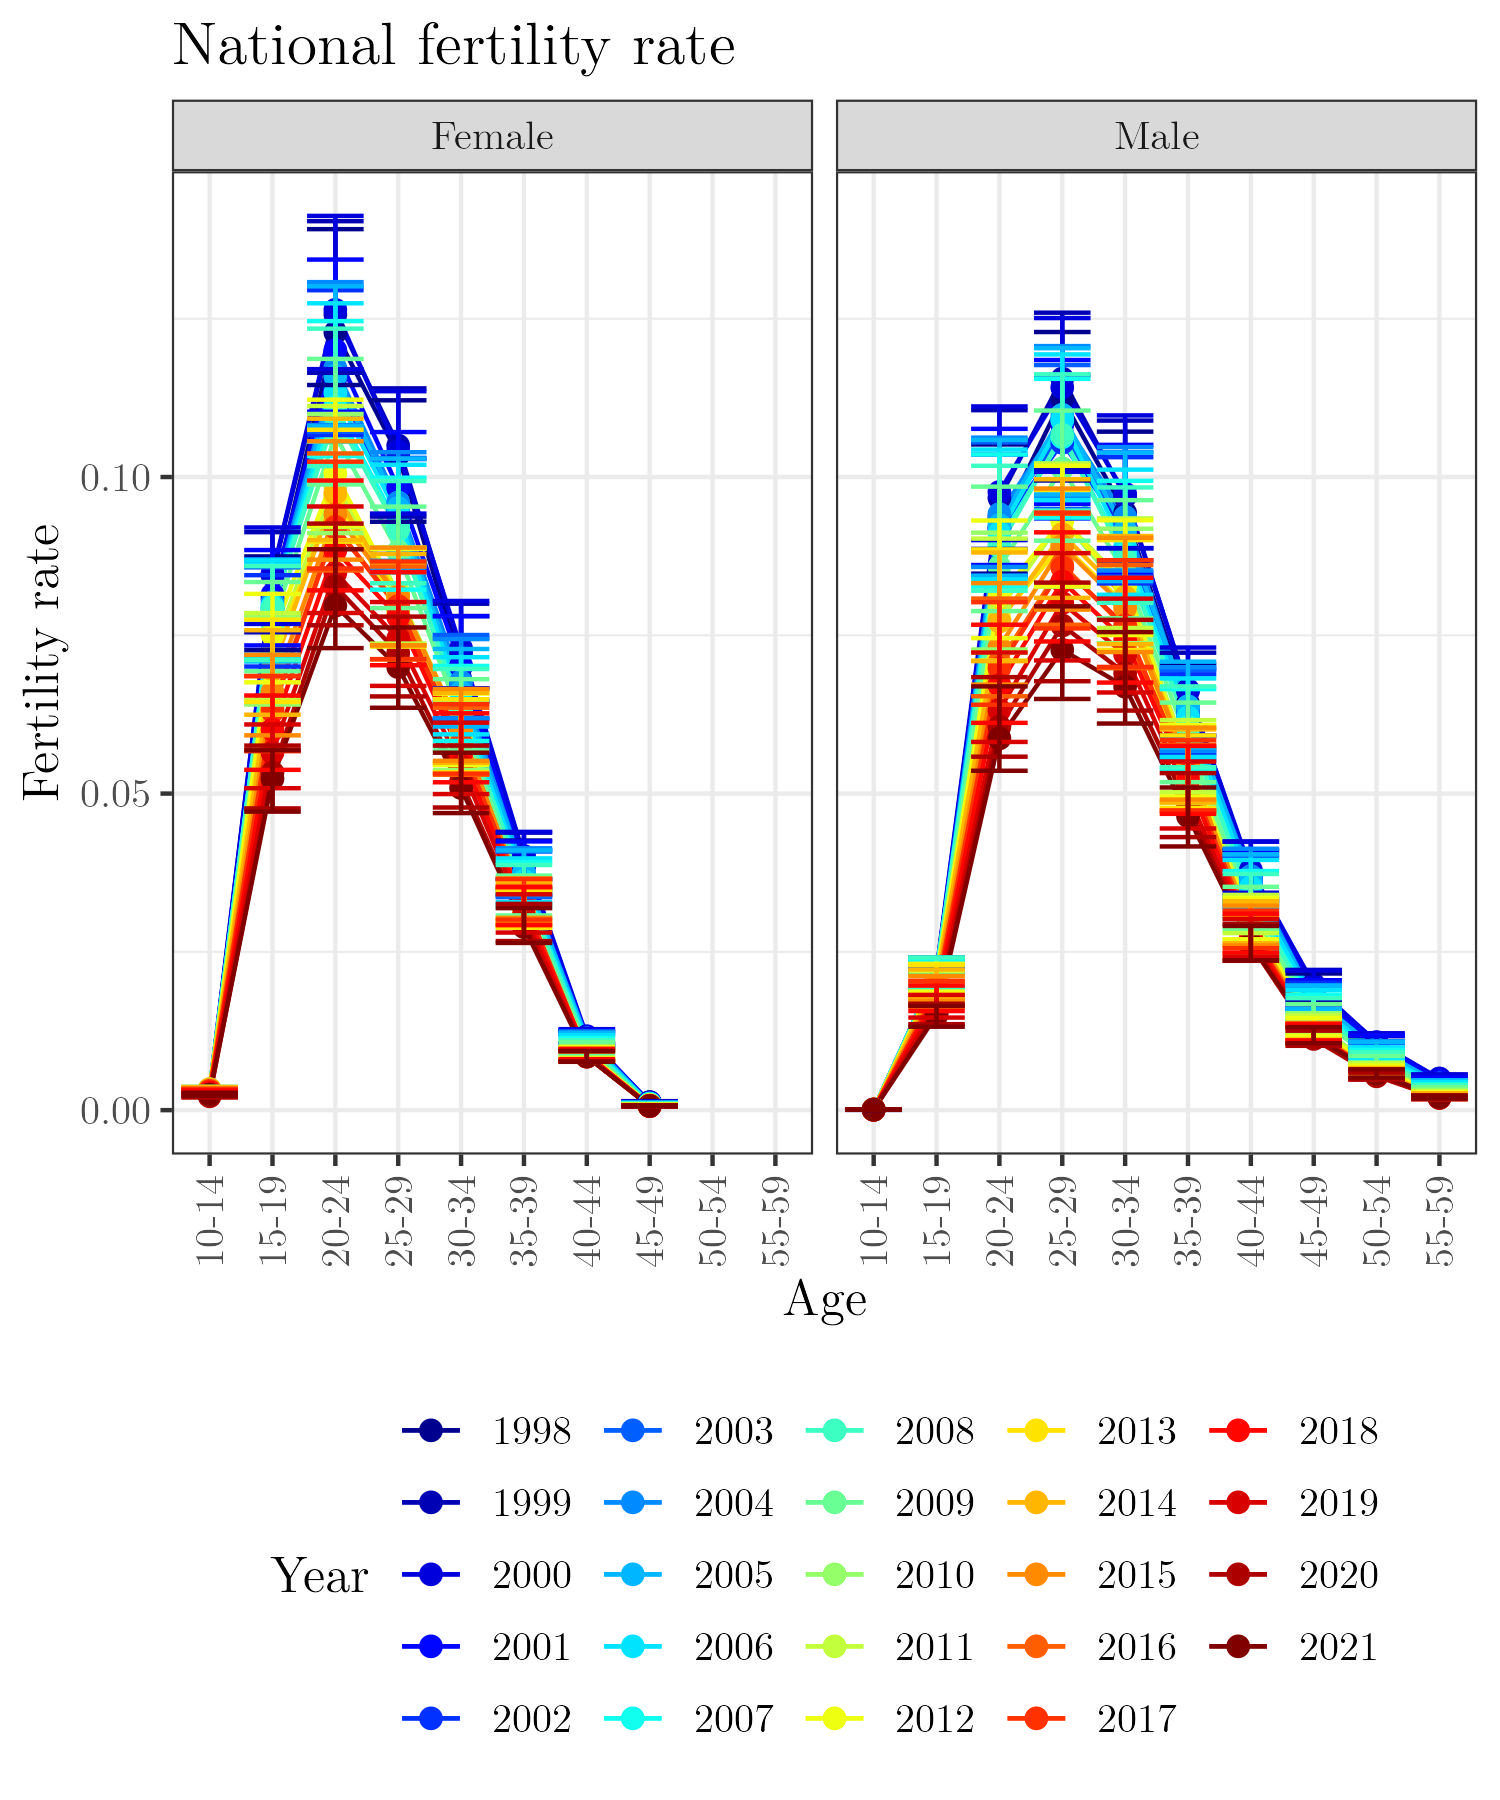 National fertility rate
Female Male
Fertility rate
0.10
0.05
0.00
10-14 15-19 20-24 25-29 30-34 35-39 40-44 45-49 50-54 55-59 10-14 15-19 20-24 25-29 30-34 35-39 40-44 45-49 50-54 55-59
Age
Year
1998 2003 2008 2013 2018
1999 2004 2009 2014 2019
2000 2005 2010 2015 2020
2001 2006 2011 2016 2021
2002 2007 2012 2017